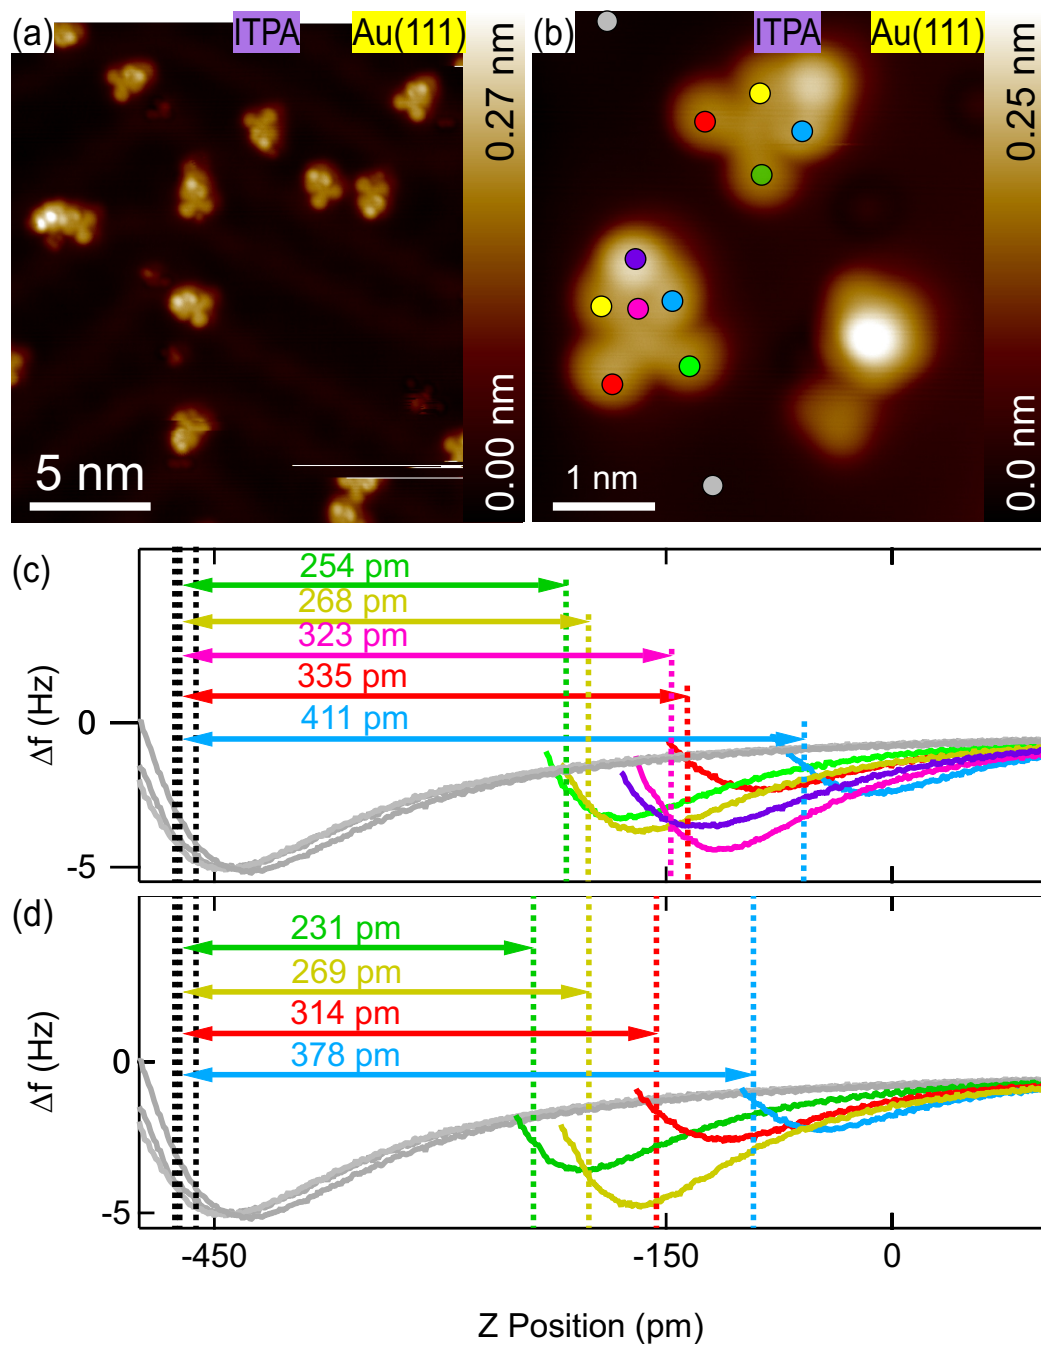 (a) ITPA Au(111)
0.27 nm
0.00 nm
5 nm
(b) ITPA Au(111)
0.25 nm
0.0 nm
1 nm
(c)
254 pm
268 pm
323 pm
335 pm
411 pm
Δf (Hz)
0
-5
(d)
231 pm
269 pm
314 pm
378 pm
Δf (Hz)
0
-5
-450 -150 0
Z Position (pm)